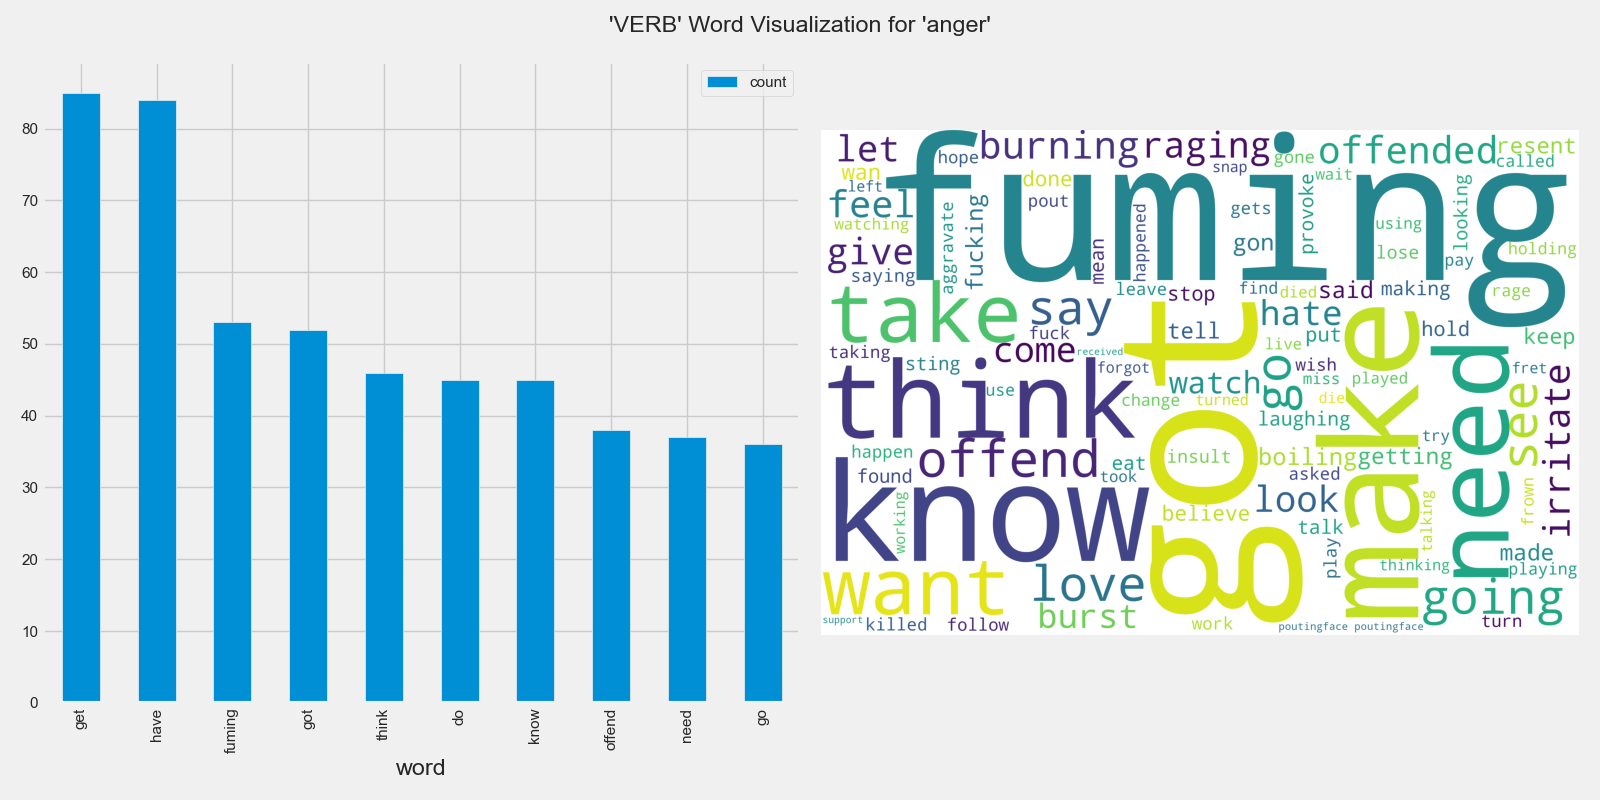 'VERB' Word Visualization for 'anger'
count
80
70
60
50
40
30
20
10
0
get
have
fuming
got
think
do
know
offend
need
go
word
let
hope
burning
raging
gone
offended
resent
called
wan
left
snap
wait
done
fuming
feel
pout
gets
provoke
looking
using
watching
aggravate
fucking
happened
give
mean
gon
lose
pay
holding
saying
leave
stop
find
died
said
making
rage
take
say
fuck
tell
hate
put
hold
keep
taking
come
received
live
sting
forgot
got
go
wish
make
need
fret
think
use
watch
miss
played
see
irritate
change
turned
die
laughing
try
happen
offend
eat
insult
boiling
getting
found
took
asked
know
working
look
believe
talk
talking
frown
play
made
thinking
playing
want
love
going
burst
support
killed
follow
work
poutingface
poutingface
turn